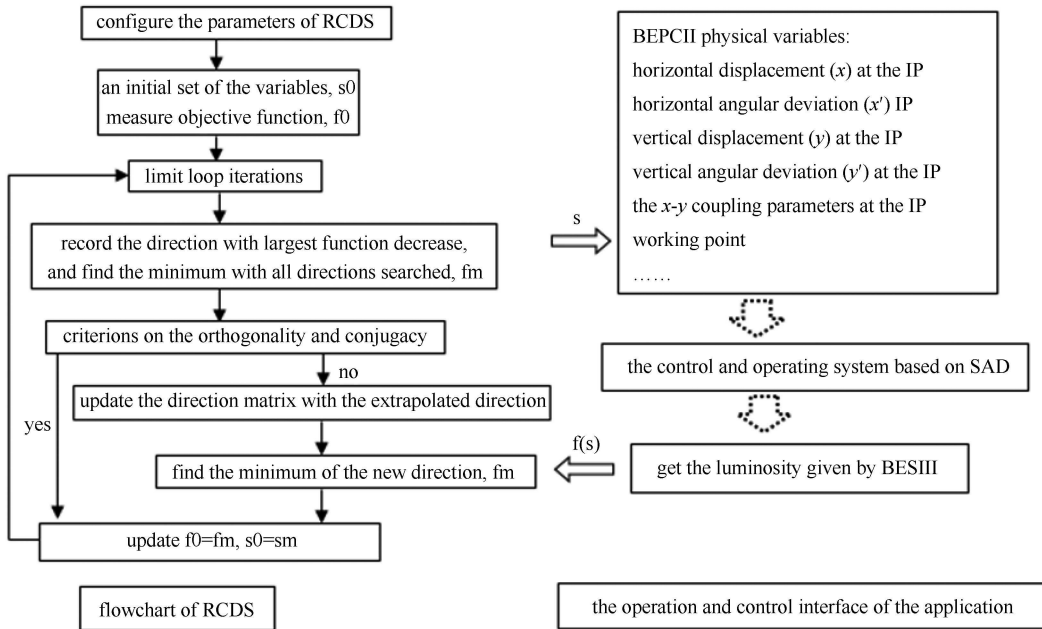 configure the parameters of RCDS
an initial set of the variables, s0
measure objective function, f0
limit loop iterations
record the direction with largest function decrease,
and find the minimum with all directions searched, fm
criterions on the orthogonality and conjugacy
no
update the direction matrix with the extrapolated direction
yes
find the minimum of the new direction, fm
update f0=fm, s0=sm
flowchart of RCDS
s
BEPCII physical variables:
horizontal displacement (x) at the IP
horizontal angular deviation (x′) IP
vertical displacement (y) at the IP
vertical angular deviation (y′) at the IP
the x-y coupling parameters at the IP
working point
……
the control and operating system based on SAD
f(s)
get the luminosity given by BESIII
the operation and control interface of the application